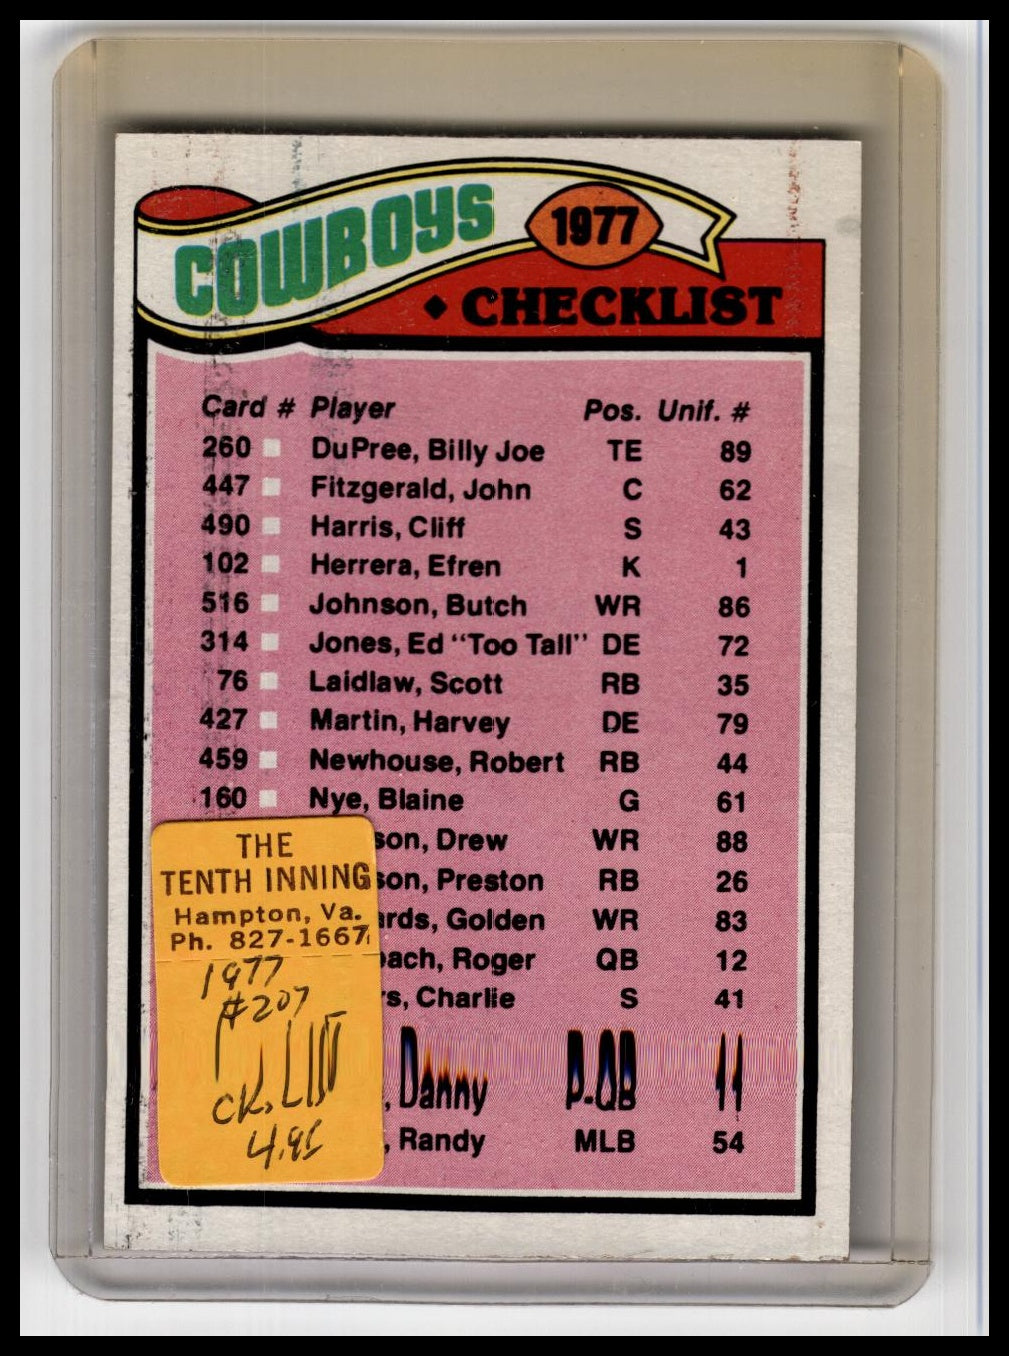 COWBOYS
1977
◆ CHECKLIST
Card # Player Pos. Unif. #
260 DuPree, Billy Joe TE 89
447 Fitzgerald, John C 62
490 Harris, Cliff S 43
102 Herrera, Efren K 1
516 Johnson, Butch WR 86
314 Jones, Ed “Too Tall” DE 72
76 Laidlaw, Scott RB 35
427 Martin, Harvey DE 79
459 Newhouse, Robert RB 44
160 Nye, Blaine G 61
son, Drew WR 88
son, Preston RB 26
ards, Golden WR 83
bach, Roger QB 12
rs, Charlie S 41
, Danny P-QB 11
, Randy MLB 54
THE
TENTH INNING
Hampton, Va.
Ph. 827-1667
1977
#207
ck. LIST
4.95